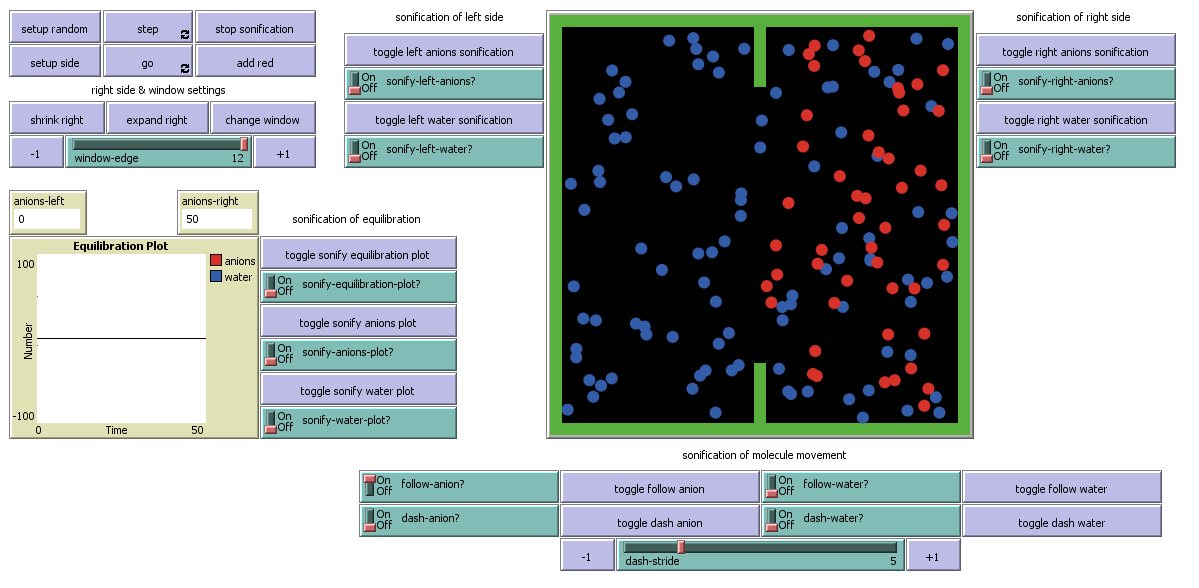 setup random
step
stop sonification
setup side
go
add red
right side & window settings
shrink right
expand right
change window
-1
window-edge
12
+1
sonification of left side
toggle left anions sonification
On
Off
sonify-left-anions?
toggle left water sonification
On
Off
sonify-left-water?
sonification of right side
toggle right anions sonification
On
Off
sonify-right-anions?
toggle right water sonification
On
Off
sonify-right-water?
anions-left
0
anions-right
50
Equilibration Plot
100
Number
-100
0
Time
50
anions
water
sonification of equilibration
toggle sonify equilibration plot
On
Off
sonify-equilibration-plot?
toggle sonify anions plot
On
Off
sonify-anions-plot?
toggle sonify water plot
On
Off
sonify-water-plot?
sonification of molecule movement
On
Off
follow-anion?
toggle follow anion
On
Off
follow-water?
toggle follow water
On
Off
dash-anion?
toggle dash anion
On
Off
dash-water?
toggle dash water
-1
dash-stride
5
+1